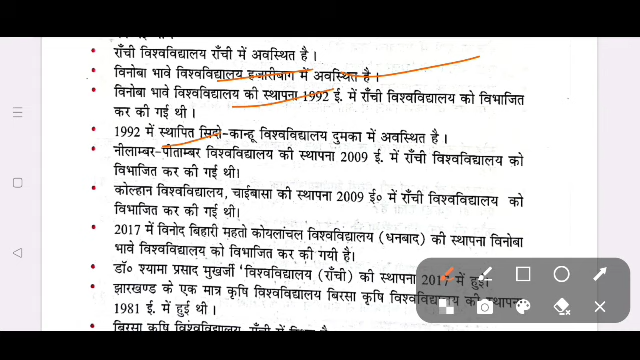 राँची विश्वविद्यालय राँची में अवस्थित है ।
विनोबा भावे विश्वविद्यालय हजारीबाग में अवस्थित है ।
विनोबा भावे विश्वविद्यालय की स्थापना 1992 ई. में राँची विश्वविद्यालय को विभाजित
कर की गई थी ।
1992 में स्थापित सिदो-कान्हू विश्वविद्यालय दुमका में अवस्थित है ।
नीलाम्बर-पीताम्बर विश्वविद्यालय की स्थापना 2009 ई. में राँची विश्वविद्यालय को
विभाजित कर की गई थी ।
कोल्हान विश्वविद्यालय, चाईबासा की स्थापना 2009 ई० में राँची विश्वविद्यालय को
विभाजित कर की गई थी ।
2017 में विनोद बिहारी महतो कोयलांचल विश्वविद्यालय (धनबाद) की स्थापना विनोबा
भावे विश्वविद्यालय को विभाजित कर की गयी है।
डॉ० श्यामा प्रसाद मुखर्जी विश्वविद्यालय (राँची) की स्थापना 2017 में हुई।
झारखण्ड के एक मात्र कृषि विश्वविद्यालय बिरसा कृषि विश्वविद्यालय की स्थापना
1981 ई. में हुई थी ।
बिरसा कृषि विश्वविद्यालय, राँची में